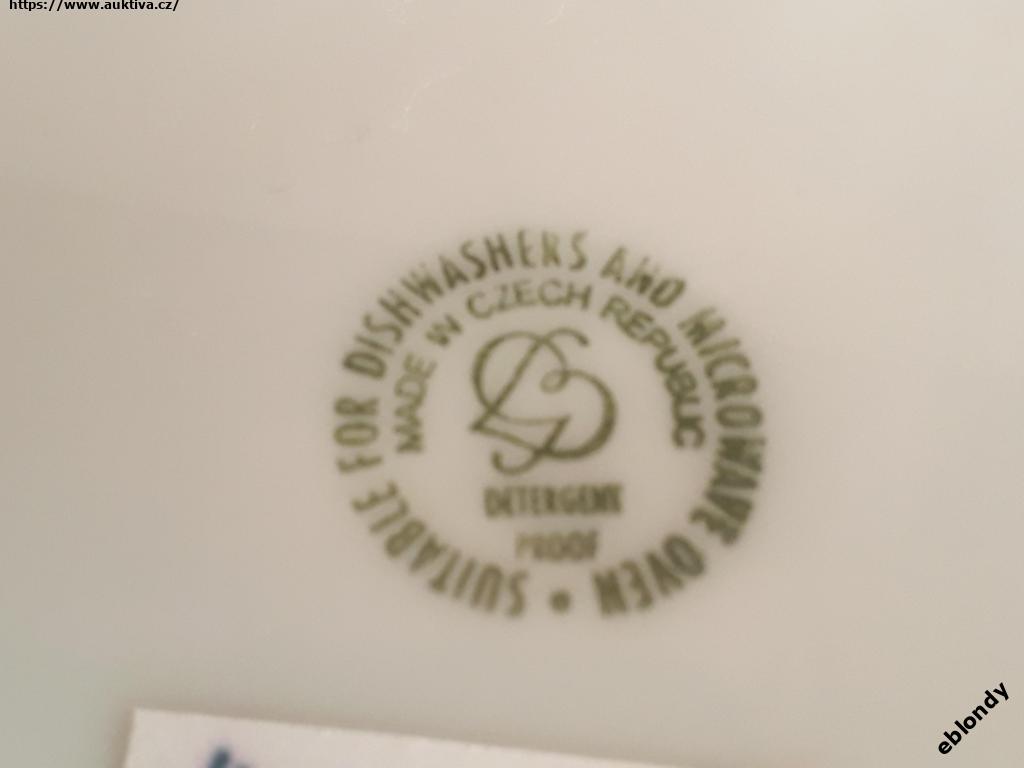 https://www.auktiva.cz/
SUITABLE FOR DISHWASHERS AND MICROWAVE OVEN •
MADE IN CZECH REPUBLIC
DETERGENT
PROOF
eblondy